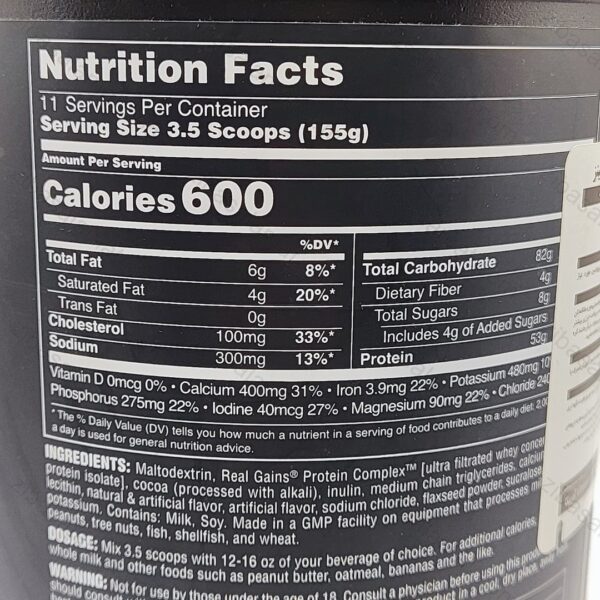 Nutrition Facts
11 Servings Per Container
Serving Size 3.5 Scoops (155g)
Amount Per Serving
Calories 600
%DV*
Total Fat 6g 8%*
Saturated Fat 4g 20%*
Trans Fat 0g
Cholesterol 100mg 33%*
Sodium 300mg 13%*
Total Carbohydrate 82g
Dietary Fiber 4g
Total Sugars 8g
Includes 4g of Added Sugars
Protein 53g
Vitamin D 0mcg 0% • Calcium 400mg 31% • Iron 3.9mg 22% • Potassium 480mg
Phosphorus 275mg 22% • Iodine 40mcg 27% • Magnesium 90mg 22% • Chloride
*The % Daily Value (DV) tells you how much a nutrient in a serving of food contributes to a daily diet.
a day is used for general nutrition advice.
INGREDIENTS: Maltodextrin, Real Gains® Protein Complex™ [ultra filtrated whey
protein isolate], cocoa (processed with alkali), inulin, medium chain triglycerides,
lecithin, natural & artificial flavor, artificial flavor, sodium chloride, flaxseed powder, sucralose,
potassium. Contains: Milk, Soy. Made in a GMP facility on equipment that processes
peanuts, tree nuts, fish, shellfish, and wheat.
DOSAGE: Mix 3.5 scoops with 12-16 oz of your beverage of choice. For additional calories,
whole milk and other foods such as peanut butter, oatmeal, bananas and the like.
WARNING: Not for use by those under the age of 18. Consult a physician before using this
should consult product in a cool, dry place,